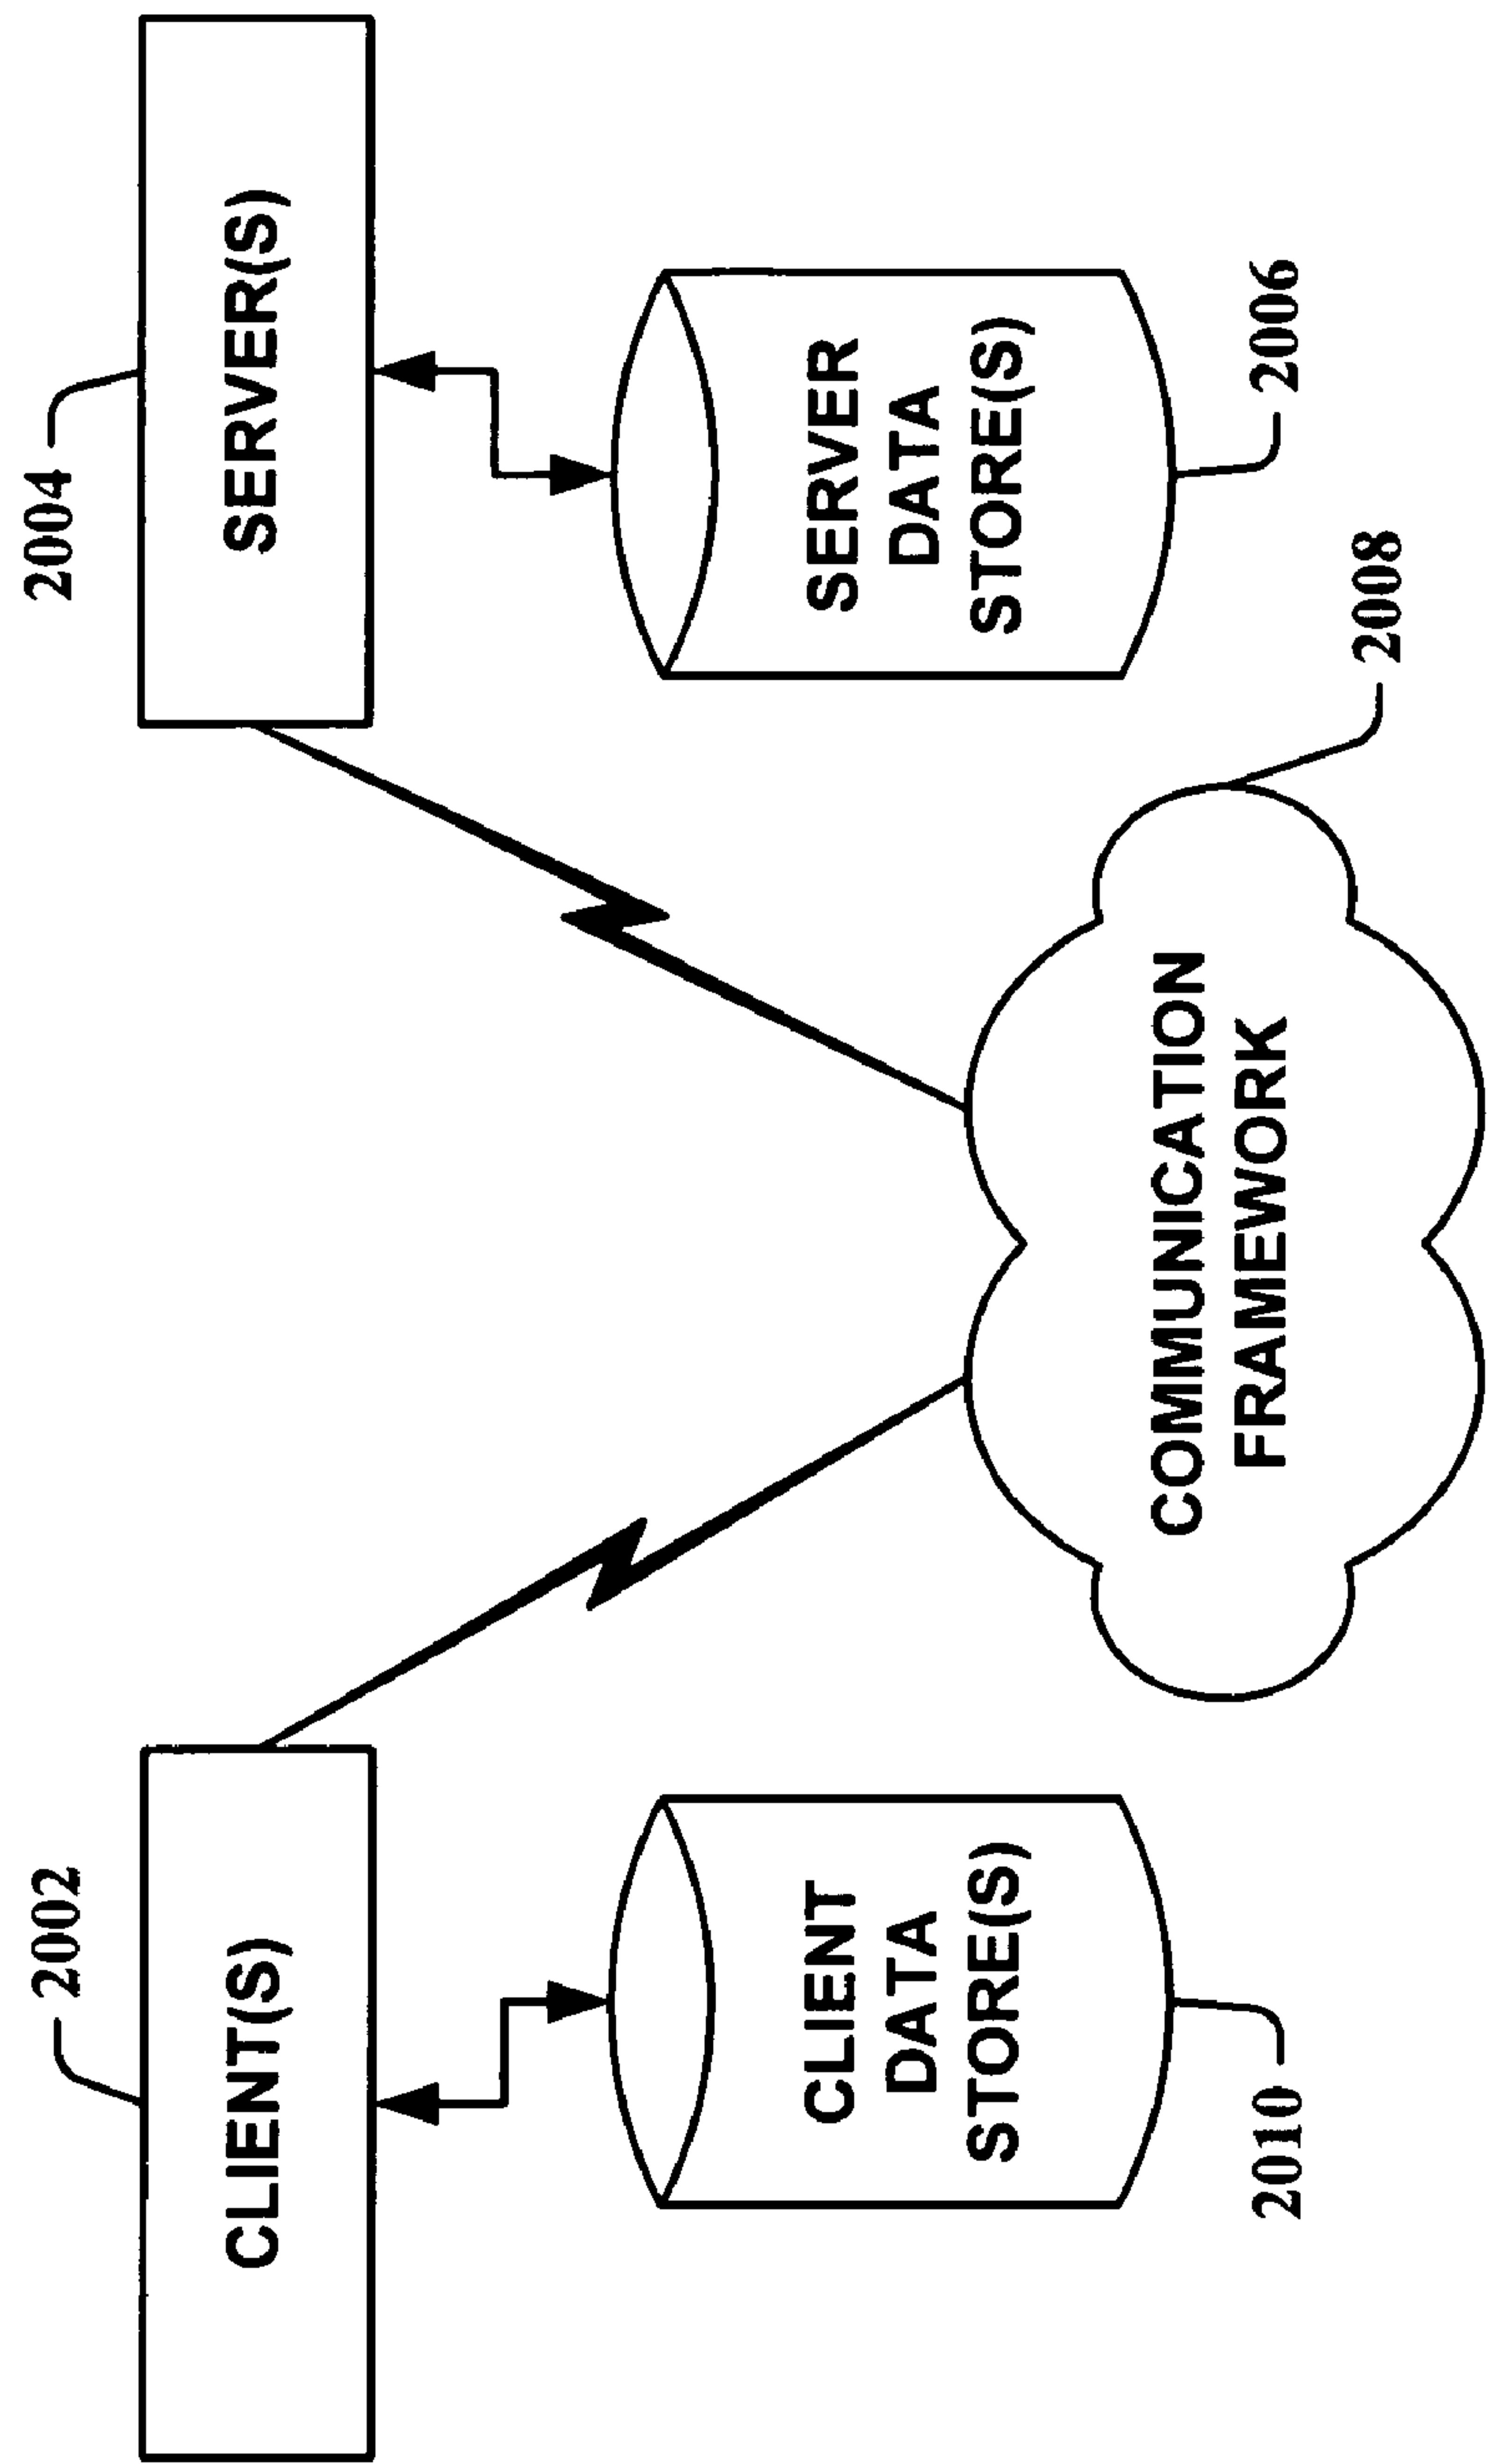 2002
2004
CLIENT(S)
SERVER(S)
CLIENT
DATA
STORE(S)
SERVER
DATA
STORE(S)
COMMUNICATION
FRAMEWORK
2010
2006
2008